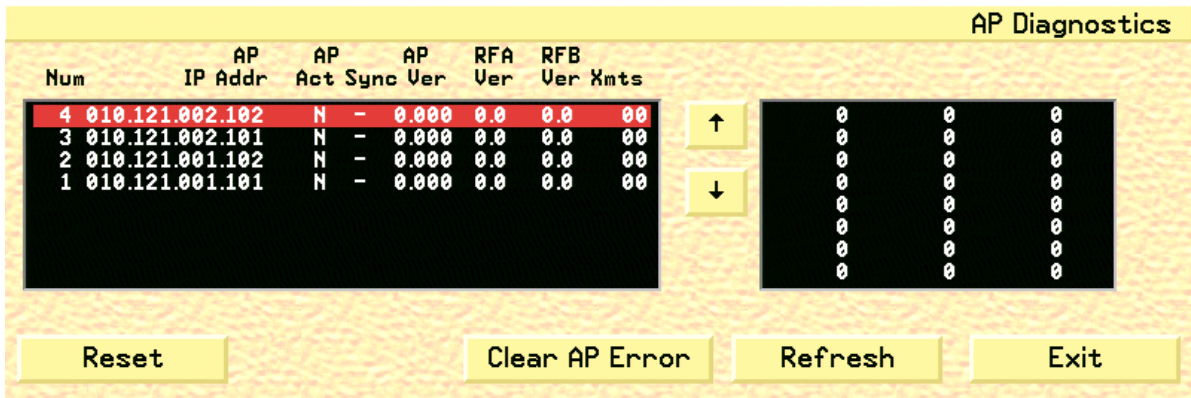 AP Diagnostics
AP AP AP RFA RFB
Num IP Addr Act Sync Ver Ver Ver Xmts
4 010.121.002.102 N - 0.000 0.0 0.0 00
3 010.121.002.101 N - 0.000 0.0 0.0 00
2 010.121.001.102 N - 0.000 0.0 0.0 00
1 010.121.001.101 N - 0.000 0.0 0.0 00
↑
↓
0 0 0
0 0 0
0 0 0
0 0 0
0 0 0
0 0 0
0 0 0
0 0 0
Reset Clear AP Error Refresh Exit